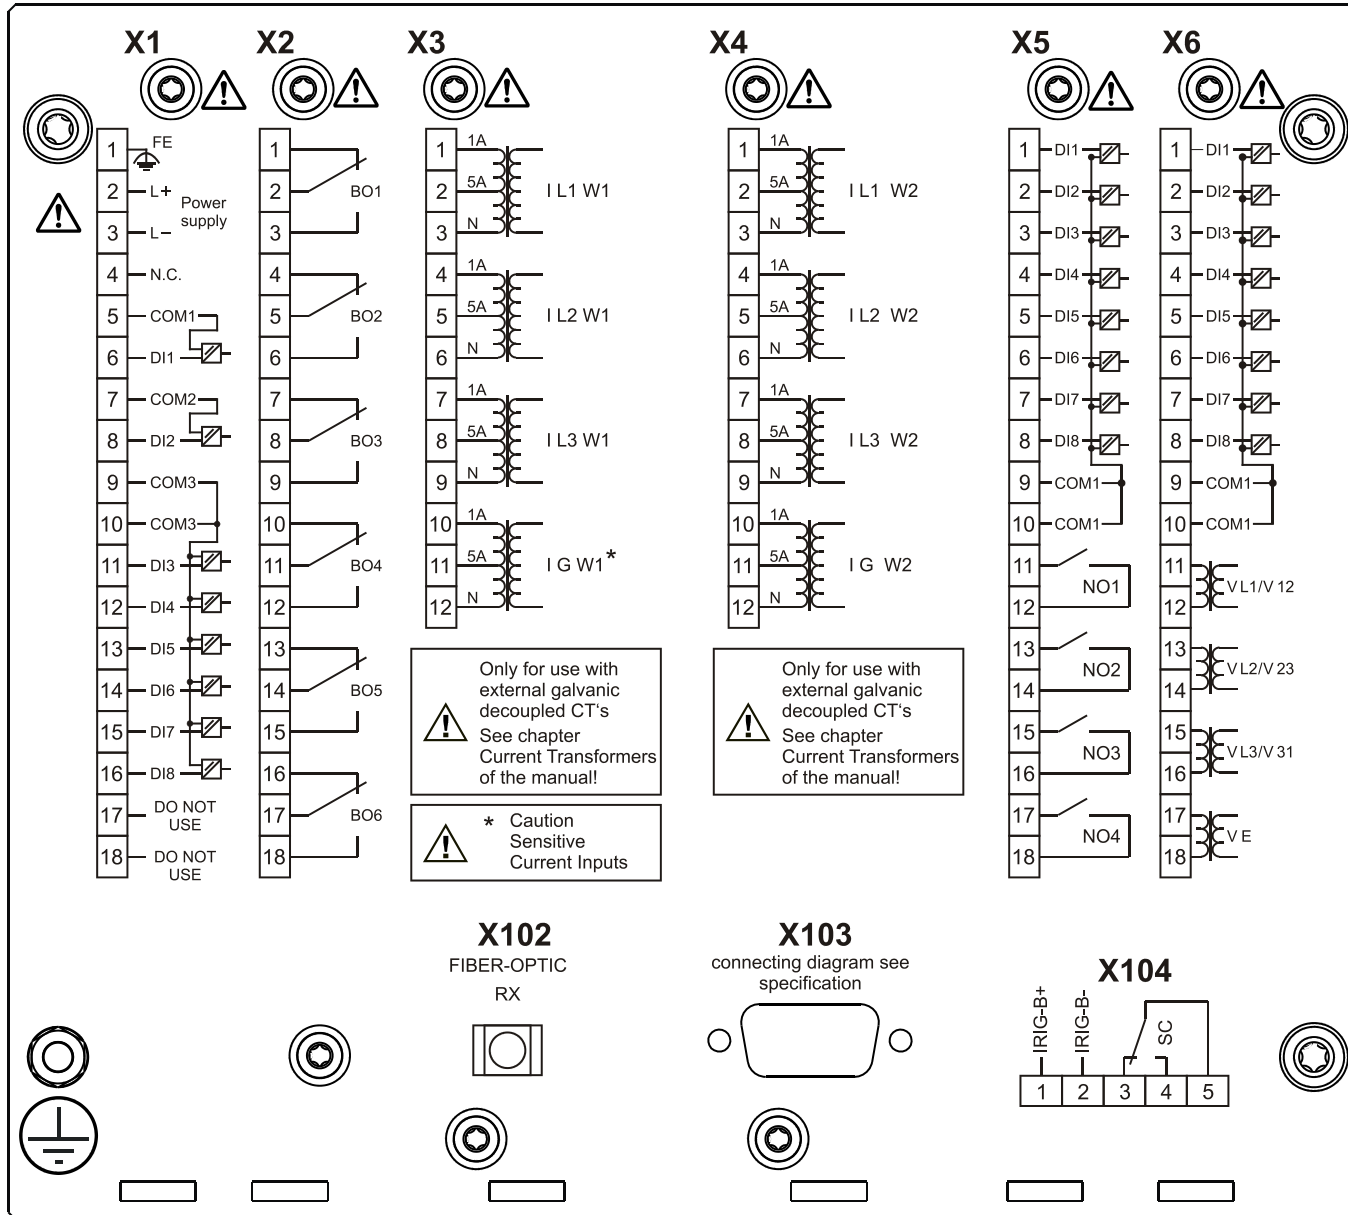 X1
X2
X3
X4
X5
X6
1 FE
2 L+
3 L–
Power
supply
4 N.C.
5 COM1
6 DI1
7 COM2
8 DI2
9 COM3
10 COM3
11 DI3
12 DI4
13 DI5
14 DI6
15 DI7
16 DI8
17 DO NOT
USE
18 DO NOT
USE
1
2 BO1
3
4
5 BO2
6
7
8 BO3
9
10
11 BO4
12
13
14 BO5
15
16
17 BO6
18
1 1A
2 5A I L1 W1
3 N
4 1A
5 5A I L2 W1
6 N
7 1A
8 5A I L3 W1
9 N
10 1A
11 5A I G W1*
12 N
Only for use with
external galvanic
decoupled CT's
See chapter
Current Transformers
of the manual!
* Caution
Sensitive
Current Inputs
1 1A
2 5A I L1 W2
3 N
4 1A
5 5A I L2 W2
6 N
7 1A
8 5A I L3 W2
9 N
10 1A
11 5A I G W2
12 N
Only for use with
external galvanic
decoupled CT's
See chapter
Current Transformers
of the manual!
1 DI1
2 DI2
3 DI3
4 DI4
5 DI5
6 DI6
7 DI7
8 DI8
9 COM1
10 COM1
11
NO1
12
13
NO2
14
15
NO3
16
17
NO4
18
1 DI1
2 DI2
3 DI3
4 DI4
5 DI5
6 DI6
7 DI7
8 DI8
9 COM1
10 COM1
11
V L1/V 12
12
13
V L2/V 23
14
15
V L3/V 31
16
17
V E
18
X102
FIBER-OPTIC
RX
X103
connecting diagram see
specification
X104
IRIG-B+
IRIG-B-
SC
1 2 3 4 5